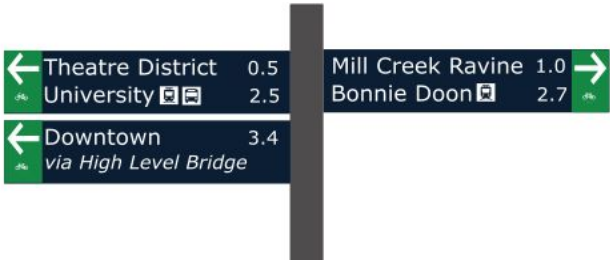 Theatre District 0.5
University 2.5
Downtown 3.4
via High Level Bridge
Mill Creek Ravine 1.0
Bonnie Doon 2.7